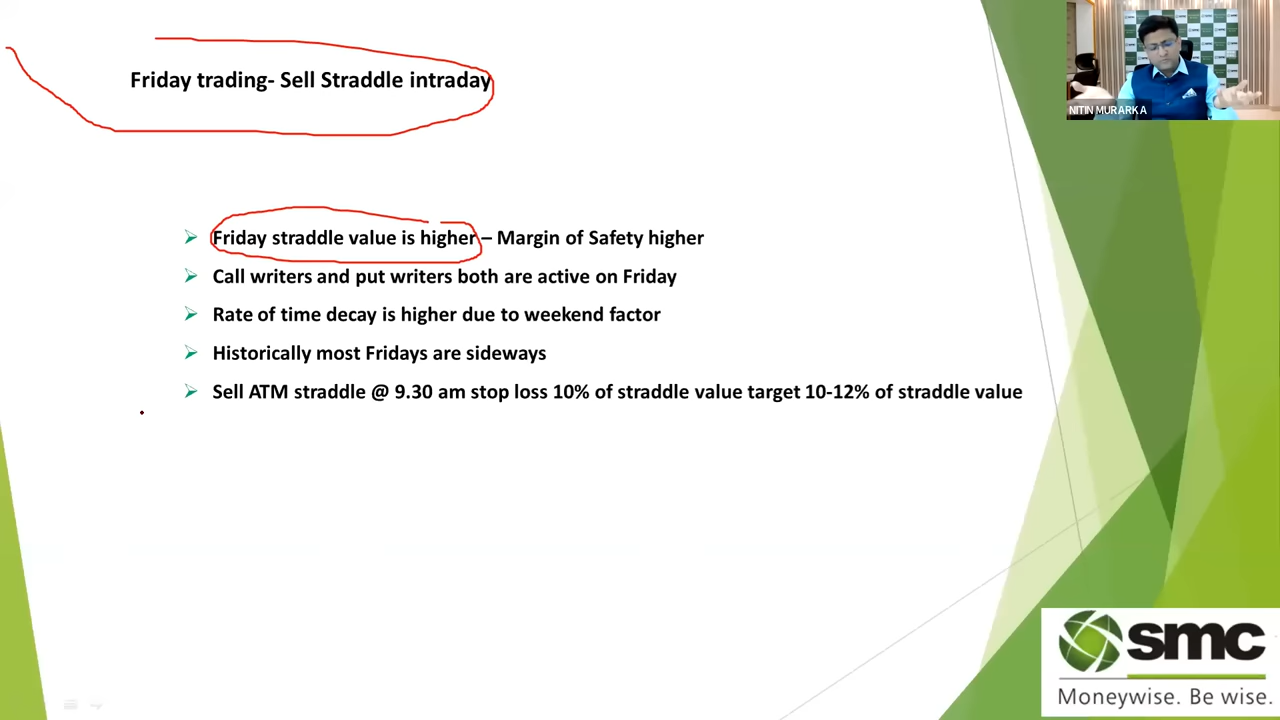 Friday trading- Sell Straddle intraday
NITIN MURARKA
Friday straddle value is higher – Margin of Safety higher
Call writers and put writers both are active on Friday
Rate of time decay is higher due to weekend factor
Historically most Fridays are sideways
Sell ATM straddle @ 9.30 am stop loss 10% of straddle value target 10-12% of straddle value
smc
Moneywise. Be wise.